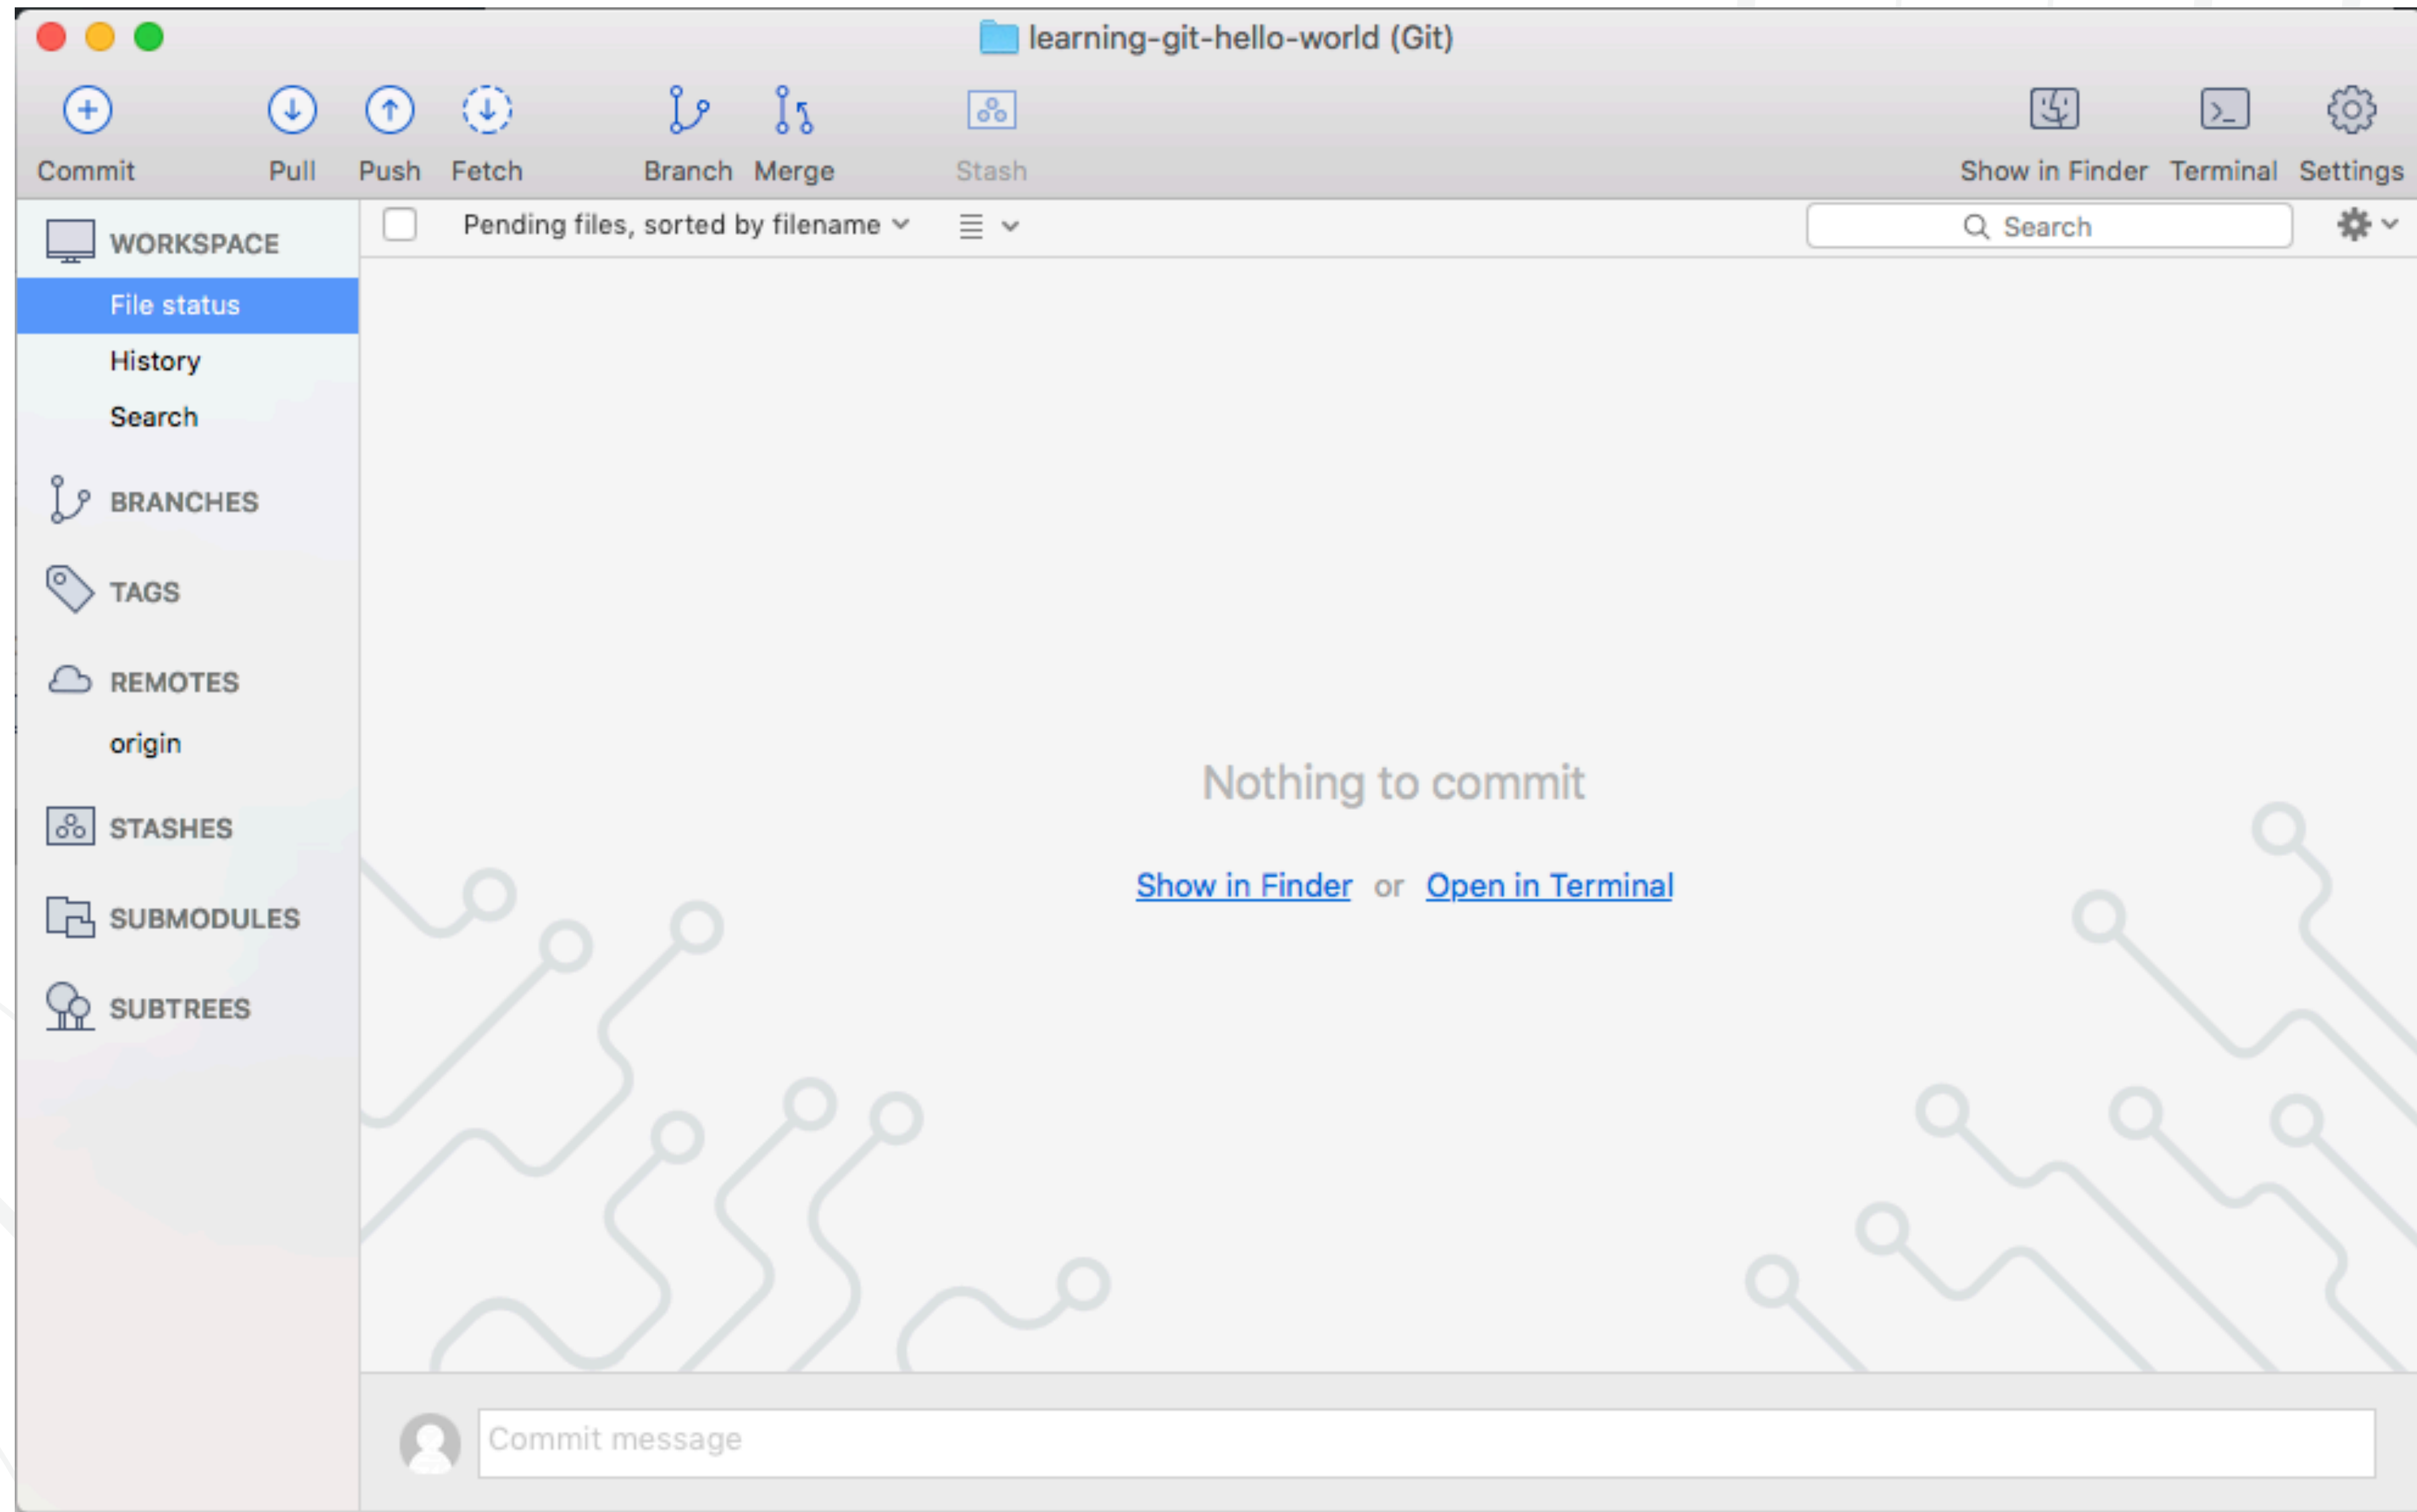 learning-git-hello-world (Git)
Commit Pull Push Fetch Branch Merge Stash Show in Finder Terminal Settings
WORKSPACE
Pending files, sorted by filename
Search
File status
History
Search
BRANCHES
TAGS
REMOTES
origin
STASHES
SUBMODULES
SUBTREES
Nothing to commit
Show in Finder or Open in Terminal
Commit message